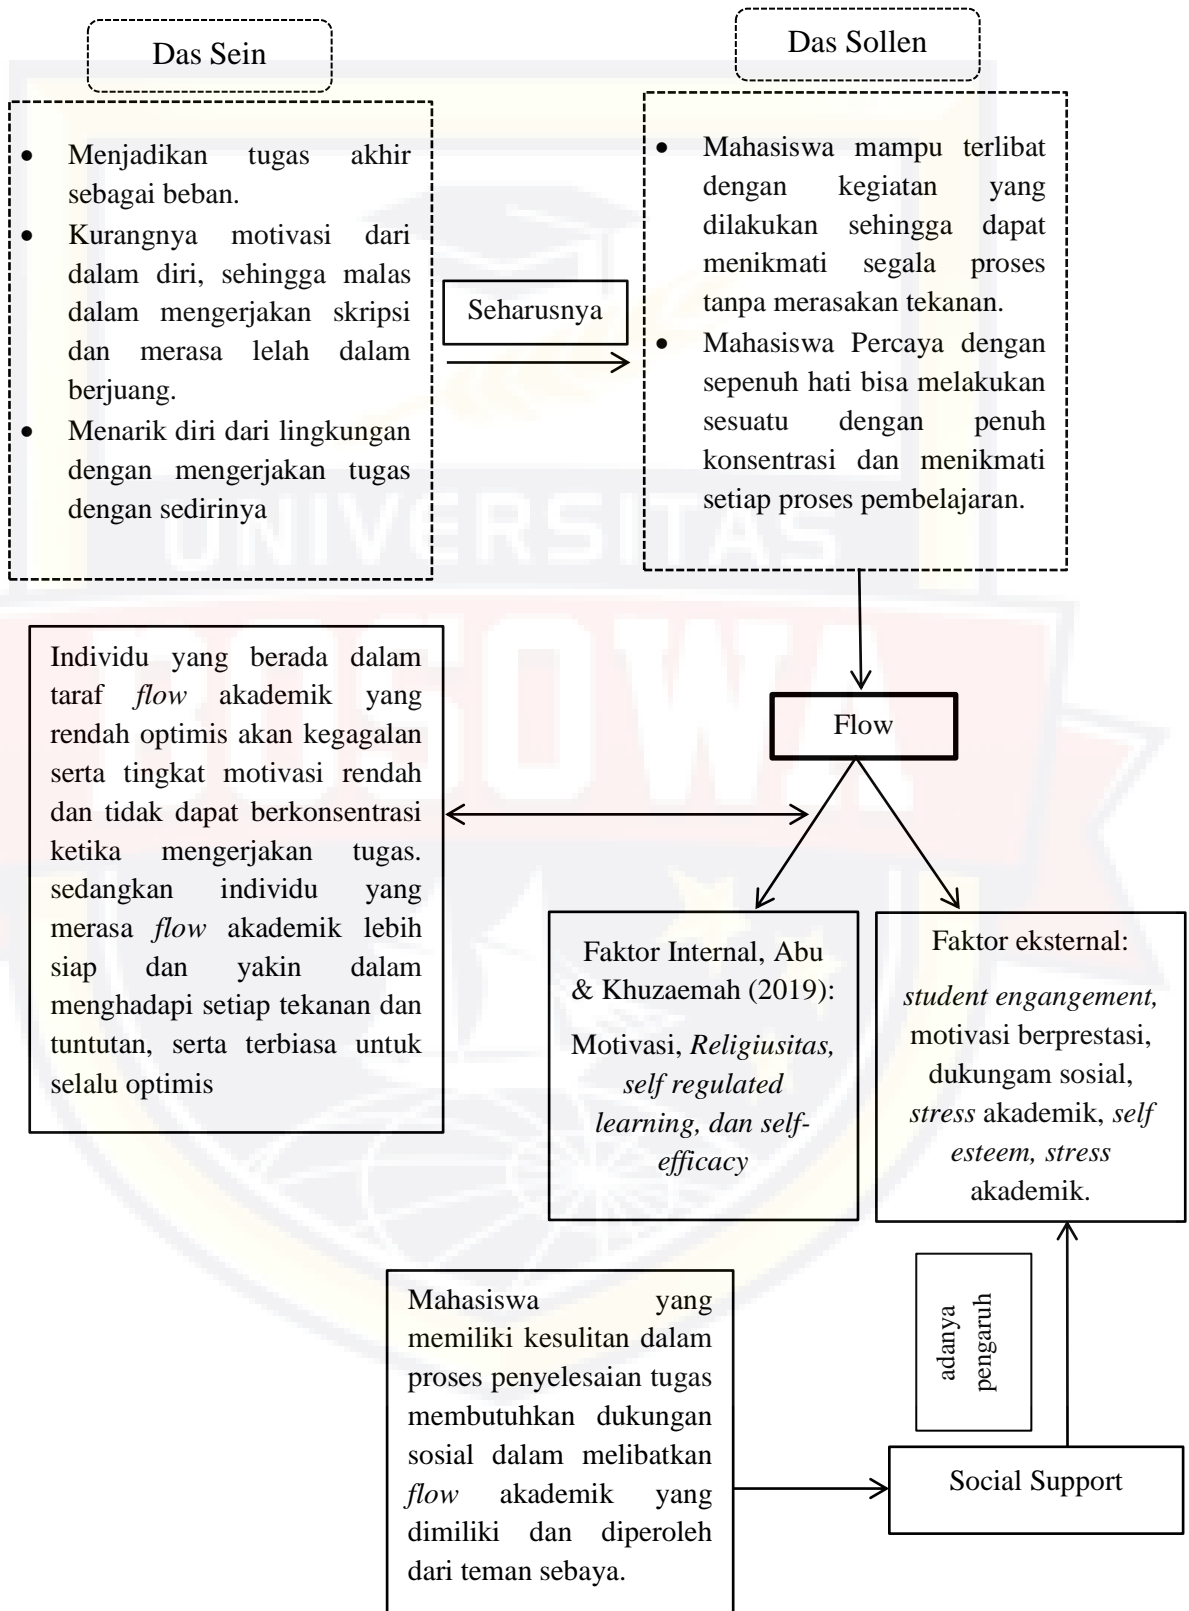 Das Sein
Das Sollen
• Menjadikan tugas akhir
sebagai beban.
• Kurangnya motivasi dari
dalam diri, sehingga malas
dalam mengerjakan skripsi
dan merasa lelah dalam
berjuang.
• Menarik diri dari lingkungan
dengan mengerjakan tugas
dengan sedirinya
Seharusnya
• Mahasiswa mampu terlibat
dengan kegiatan yang
dilakukan sehingga dapat
menikmati segala proses
tanpa merasakan tekanan.
• Mahasiswa Percaya dengan
sepenuh hati bisa melakukan
sesuatu dengan penuh
konsentrasi dan menikmati
setiap proses pembelajaran.
UNIVERSITAS
BOSOWA
Individu yang berada dalam
taraf flow akademik yang
rendah optimis akan kegagalan
serta tingkat motivasi rendah
dan tidak dapat berkonsentrasi
ketika mengerjakan tugas.
sedangkan individu yang
merasa flow akademik lebih
siap dan yakin dalam
menghadapi setiap tekanan dan
tuntutan, serta terbiasa untuk
selalu optimis
Flow
Faktor Internal, Abu
& Khuzaemah (2019):
Motivasi, Religiusitas,
self regulated
learning, dan self-
efficacy
Faktor eksternal:
student engangement,
motivasi berprestasi,
dukungam sosial,
stress akademik, self
esteem, stress
akademik.
adanya
pengaruh
Mahasiswa yang
memiliki kesulitan dalam
proses penyelesaian tugas
membutuhkan dukungan
sosial dalam melibatkan
flow akademik yang
dimiliki dan diperoleh
dari teman sebaya.
Social Support